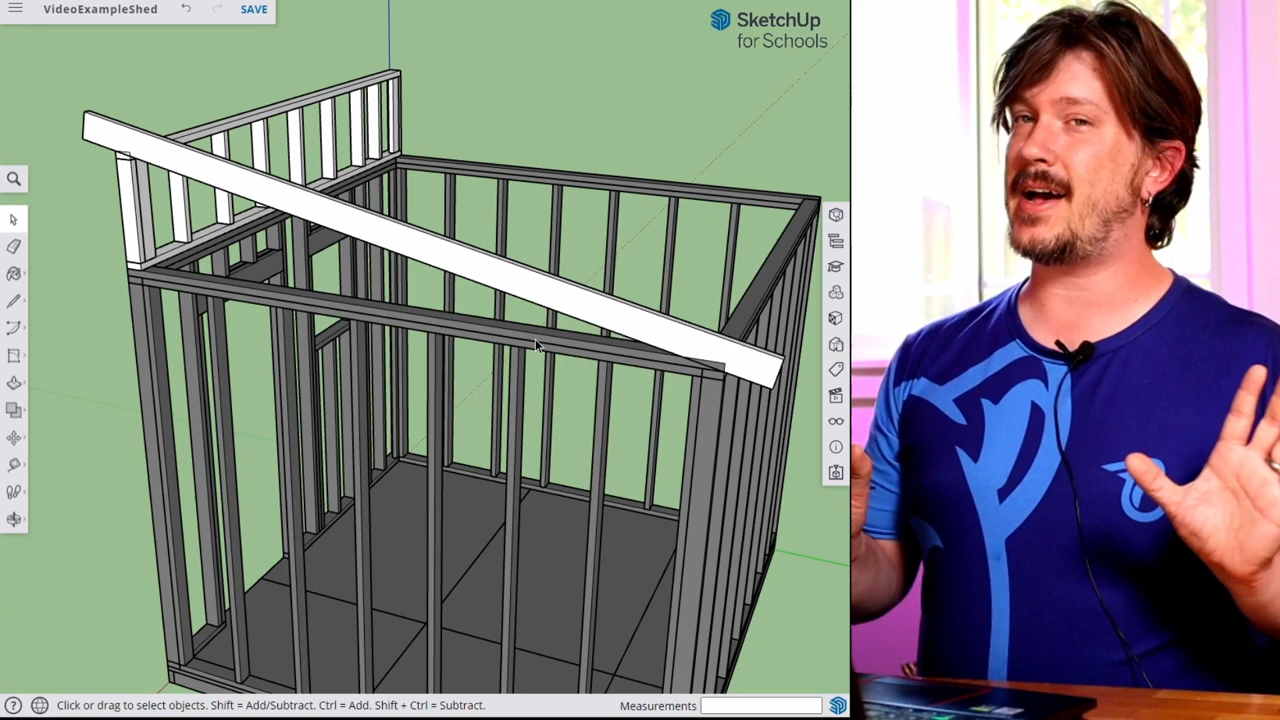 VideoExampleShed
SAVE
SketchUp
for Schools
Click or drag to select objects. Shift = Add/Subtract. Ctrl = Add. Shift + Ctrl = Subtract.
Measurements